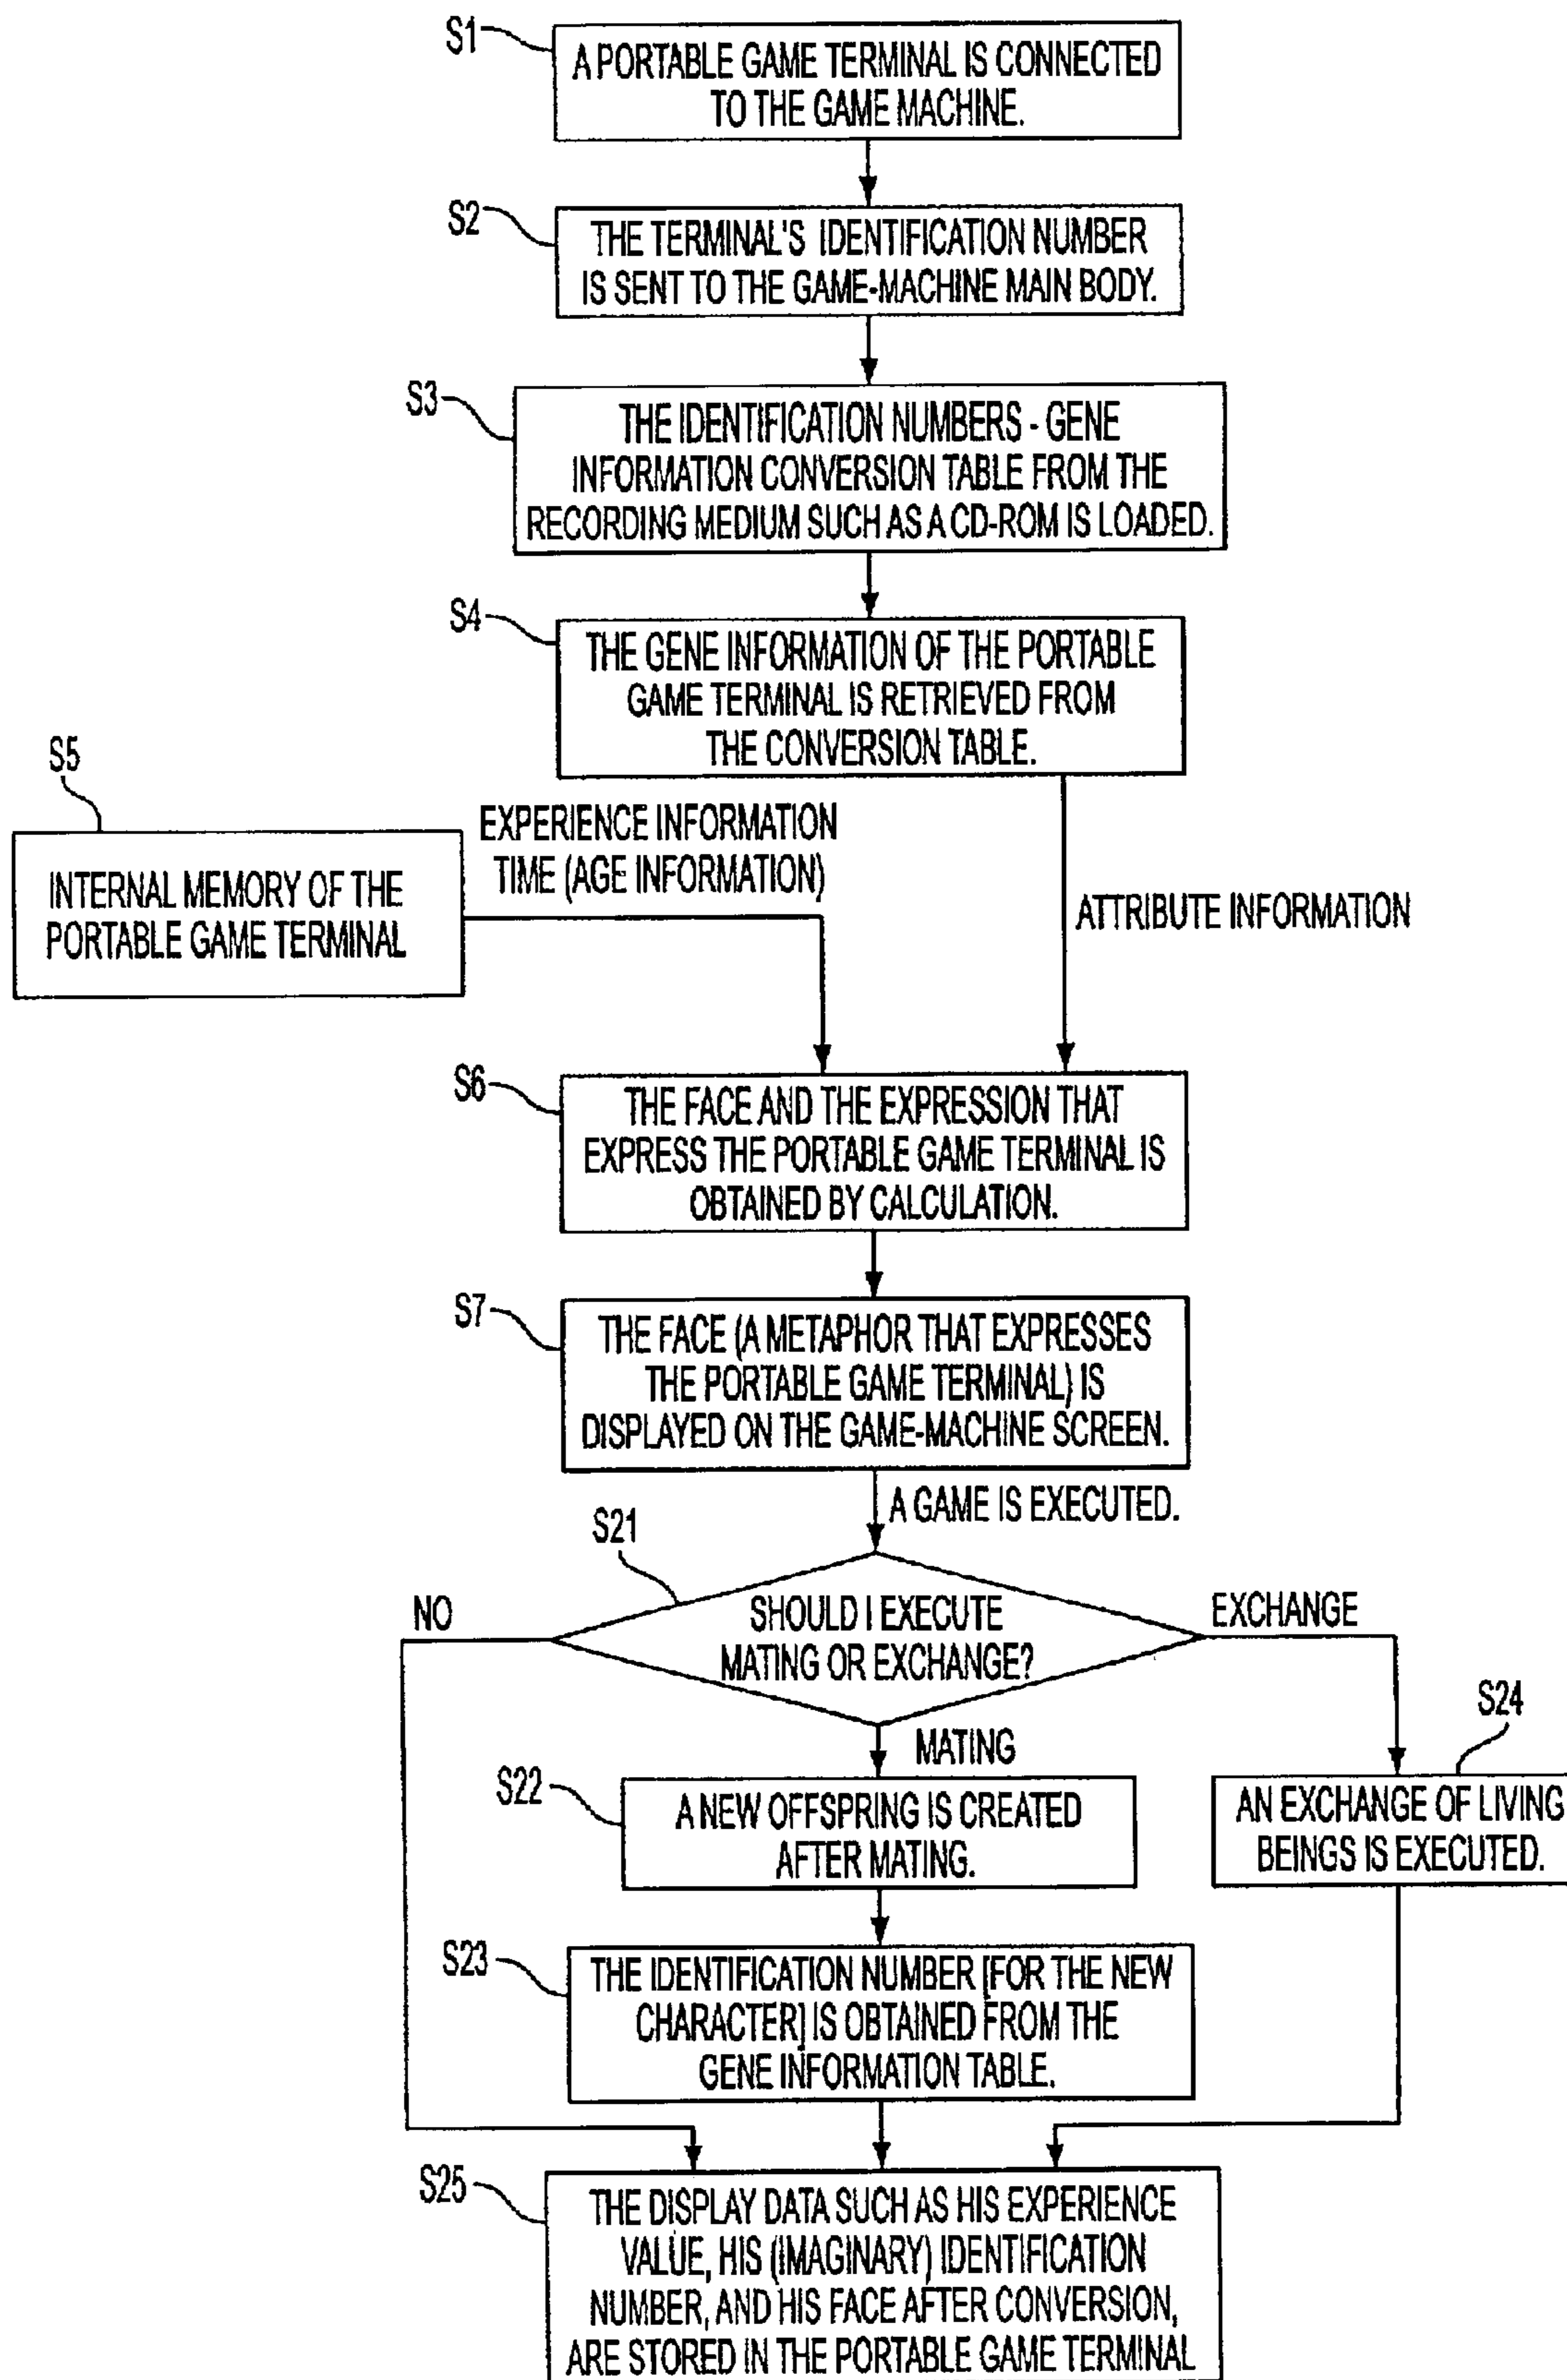 S1
A PORTABLE GAME TERMINAL IS CONNECTED
TO THE GAME MACHINE.
S2
THE TERMINAL'S IDENTIFICATION NUMBER
IS SENT TO THE GAME-MACHINE MAIN BODY.
S3
THE IDENTIFICATION NUMBERS - GENE
INFORMATION CONVERSION TABLE FROM THE
RECORDING MEDIUM SUCH AS A CD-ROM IS LOADED.
S4
THE GENE INFORMATION OF THE PORTABLE
GAME TERMINAL IS RETRIEVED FROM
THE CONVERSION TABLE.
S5
INTERNAL MEMORY OF THE
PORTABLE GAME TERMINAL
EXPERIENCE INFORMATION
TIME (AGE INFORMATION)
ATTRIBUTE INFORMATION
S6
THE FACE AND THE EXPRESSION THAT
EXPRESS THE PORTABLE GAME TERMINAL IS
OBTAINED BY CALCULATION.
S7
THE FACE (A METAPHOR THAT EXPRESSES
THE PORTABLE GAME TERMINAL) IS
DISPLAYED ON THE GAME-MACHINE SCREEN.
A GAME IS EXECUTED.
S21
SHOULD I EXECUTE
MATING OR EXCHANGE?
NO
EXCHANGE
MATING
S22
A NEW OFFSPRING IS CREATED
AFTER MATING.
S24
AN EXCHANGE OF LIVING
BEINGS IS EXECUTED.
S23
THE IDENTIFICATION NUMBER [FOR THE NEW
CHARACTER] IS OBTAINED FROM THE
GENE INFORMATION TABLE.
S25
THE DISPLAY DATA SUCH AS HIS EXPERIENCE
VALUE, HIS (IMAGINARY) IDENTIFICATION
NUMBER, AND HIS FACE AFTER CONVERSION,
ARE STORED IN THE PORTABLE GAME TERMINAL